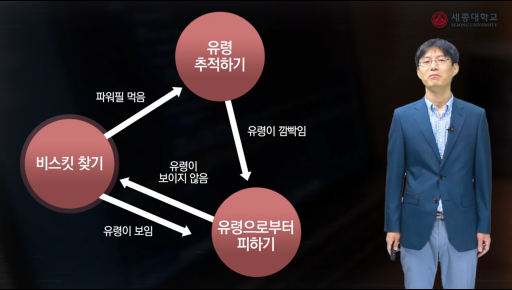 세종대학교
SEJONG UNIVERSITY
유령
추적하기
파워필 먹음
유령이 깜빡임
비스킷 찾기
유령이
보이지 않음
유령이 보임
유령으로부터
피하기